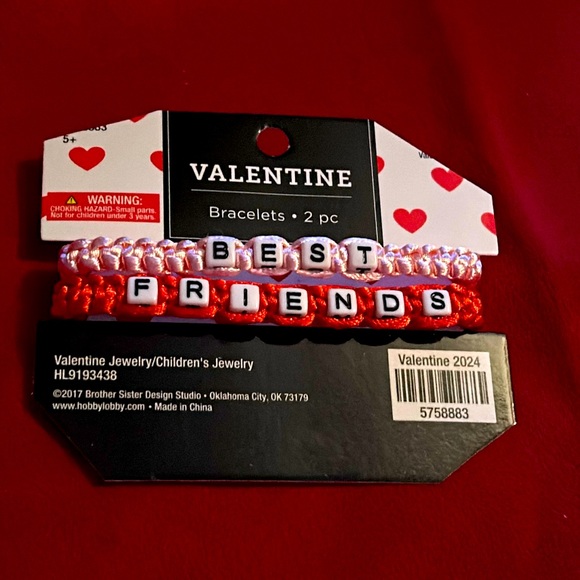 5+
VALENTINE
WARNING:
CHOKING HAZARD-Small parts.
Not for children under 3 years.
Bracelets • 2 pc
BEST
FRIENDS
Valentine Jewelry/Children's Jewelry
HL9193438
©2017 Brother Sister Design Studio • Oklahoma City, OK 73179
www.hobbylobby.com • Made in China
Valentine 2024
5758883